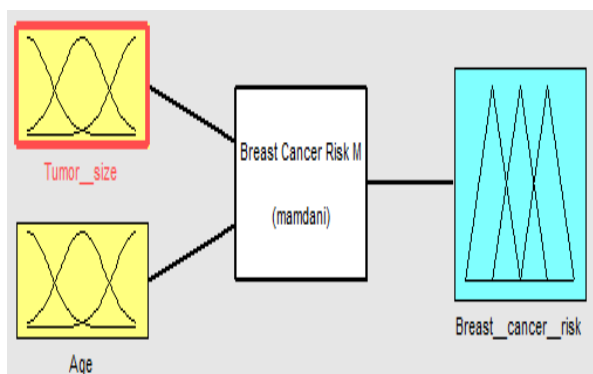 Tumor__size
Breast Cancer Risk M
(mamdani)
Age
Breast__cancer__risk